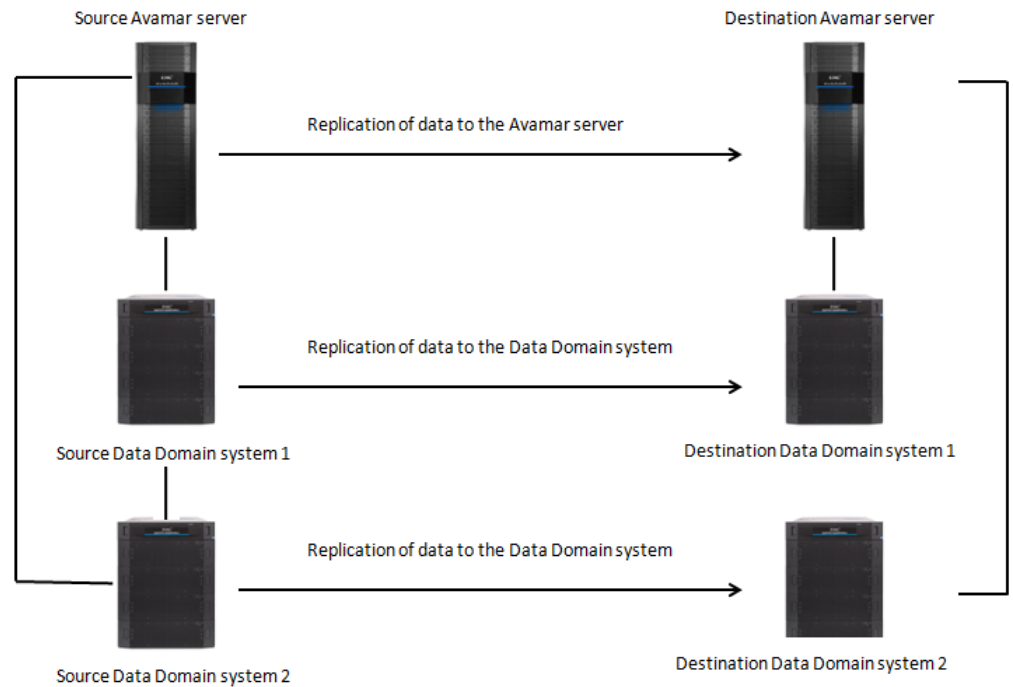 Source Avamar server
Destination Avamar server
EMC
EMC
Replication of data to the Avamar server
Replication of data to the Data Domain system
Source Data Domain system 1
Destination Data Domain system 1
Replication of data to the Data Domain system
Source Data Domain system 2
Destination Data Domain system 2